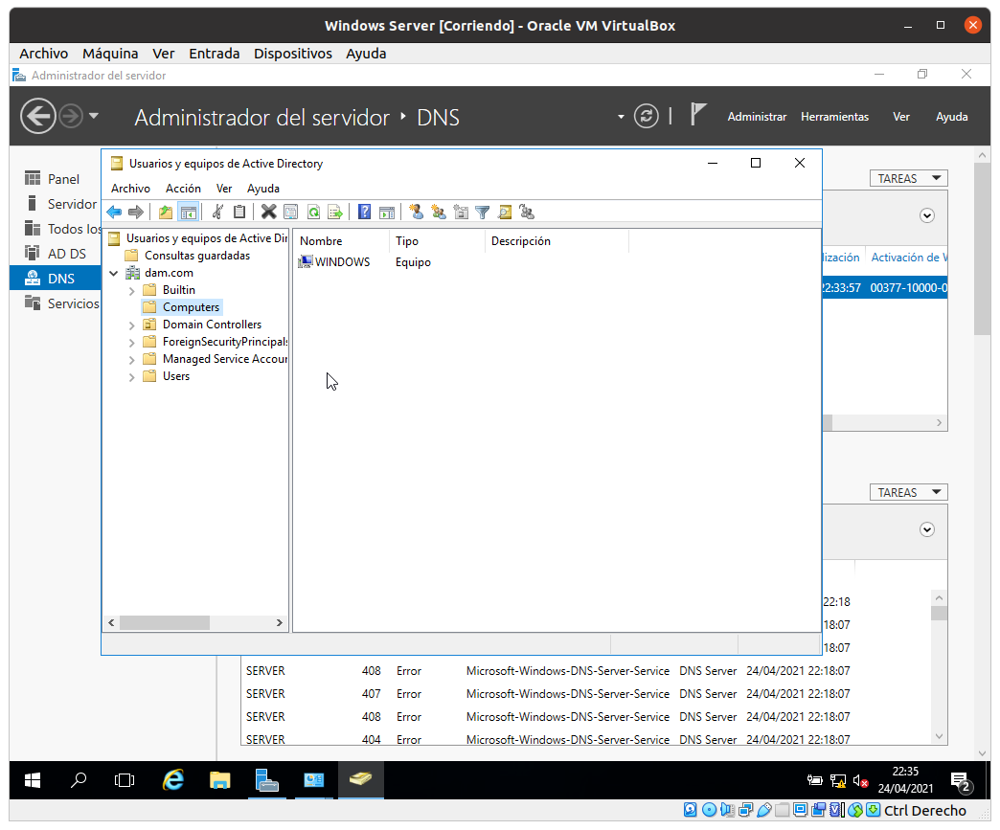 Windows Server [Corriendo] - Oracle VM VirtualBox
Archivo Máquina Ver Entrada Dispositivos Ayuda
Administrador del servidor
Administrador del servidor DNS
Administrar Herramientas Ver Ayuda
Panel
Servidor
Todos los
AD DS
DNS
Servicios
TAREAS
lización Activación de W
22:33:57 00377-10000-0
TAREAS
Usuarios y equipos de Active Directory
Archivo Acción Ver Ayuda
Usuarios y equipos de Active Dir
Consultas guardadas
dam.com
Builtin
Computers
Domain Controllers
ForeignSecurityPrincipals
Managed Service Accour
Users
Nombre Tipo Descripción
WINDOWS Equipo
22:18
18:07
18:07
SERVER 408 Error Microsoft-Windows-DNS-Server-Service DNS Server 24/04/2021 22:18:07
SERVER 407 Error Microsoft-Windows-DNS-Server-Service DNS Server 24/04/2021 22:18:07
SERVER 408 Error Microsoft-Windows-DNS-Server-Service DNS Server 24/04/2021 22:18:07
SERVER 404 Error Microsoft-Windows-DNS-Server-Service DNS Server 24/04/2021 22:18:07
22:35
24/04/2021
2
Ctrl Derecho